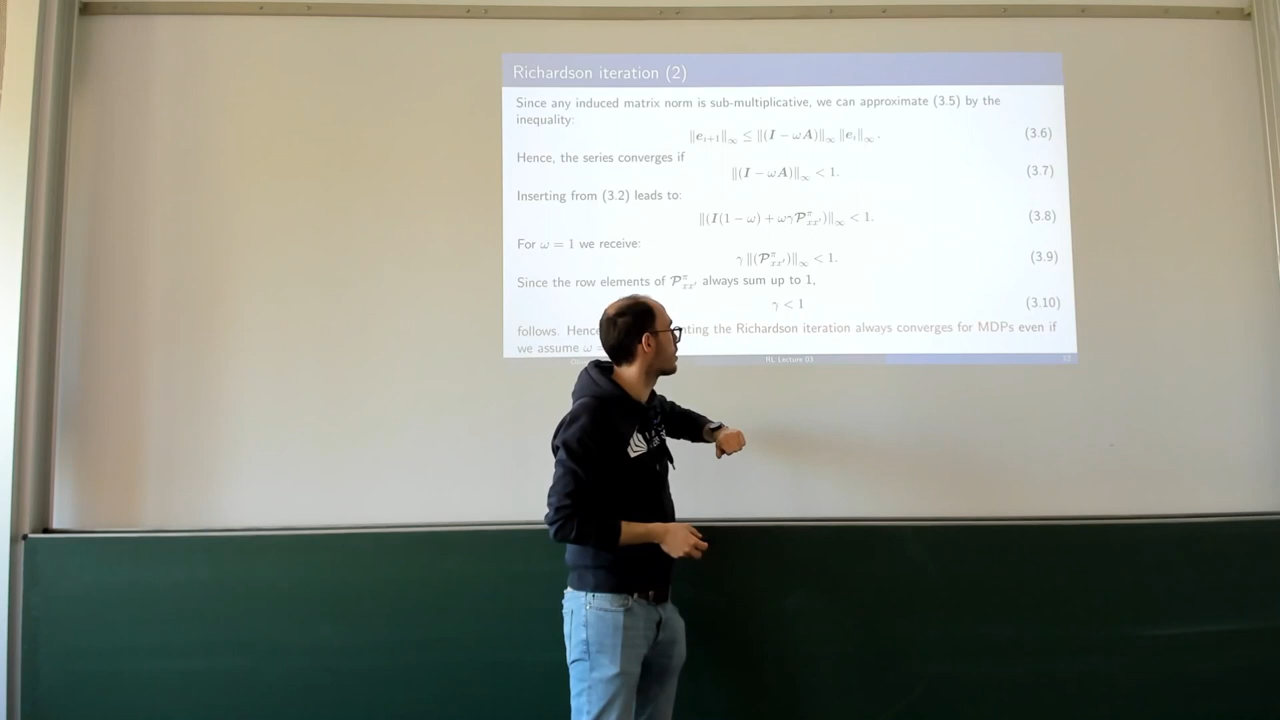 Richardson iteration (2)
Since any induced matrix norm is sub-multiplicative, we can approximate (3.5) by the
inequality:
‖e_{i+1}‖_∞ ≤ ‖(I − ωA)‖_∞ ‖e_i‖_∞ . (3.6)
Hence, the series converges if
‖(I − ωA)‖_∞ < 1. (3.7)
Inserting from (3.2) leads to:
‖(I(1 − ω) + ωγP^π_{xx′})‖_∞ < 1. (3.8)
For ω = 1 we receive:
γ ‖(P^π_{xx′})‖_∞ < 1. (3.9)
Since the row elements of P^π_{xx′} always sum up to 1,
γ < 1 (3.10)
follows. Hence the Richardson iteration always converges for MDPs even if
we assume ω =
RL Lecture 03